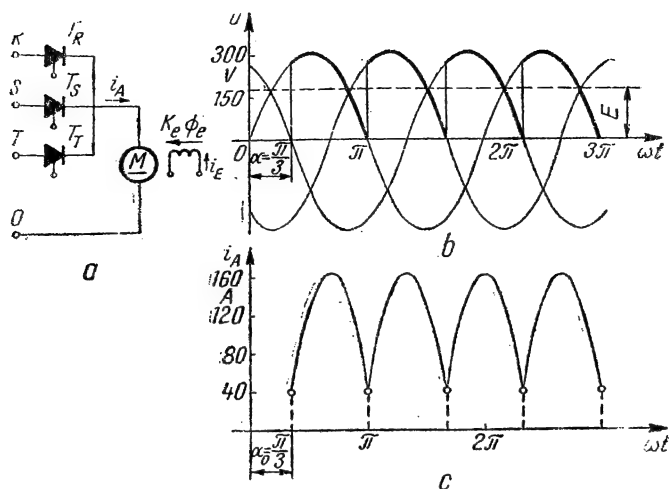 R
T_R
S
T_S
T
T_T
i_A
K_e ϕ_e
M
i_E
O
a
u
300
V
150
0
α=π/3
π
2π
3π
ωt
E
b
i_A
160
A
120
80
40
α₀=π/3
π
2π
ωt
c